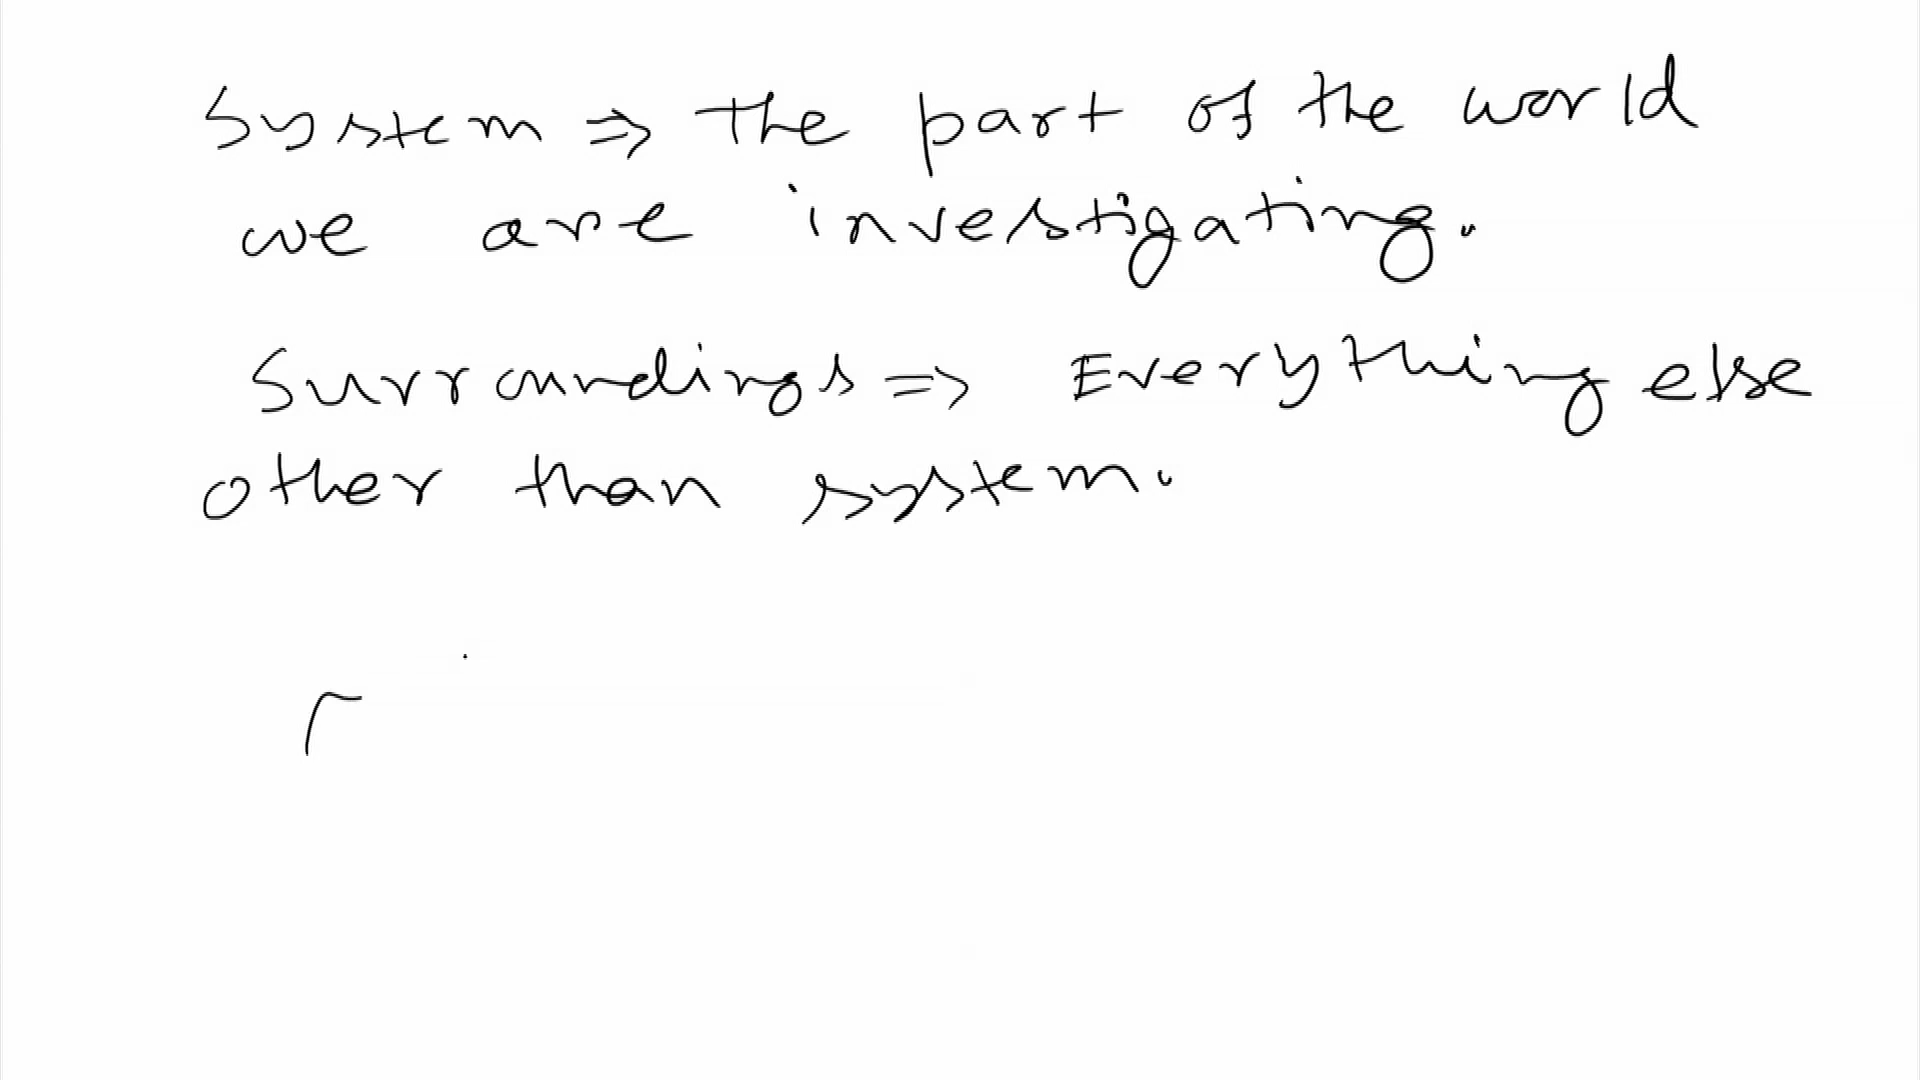 System ⇒ The part of the world
we are investigating.
Surroundings ⇒ Everything else
other than system.